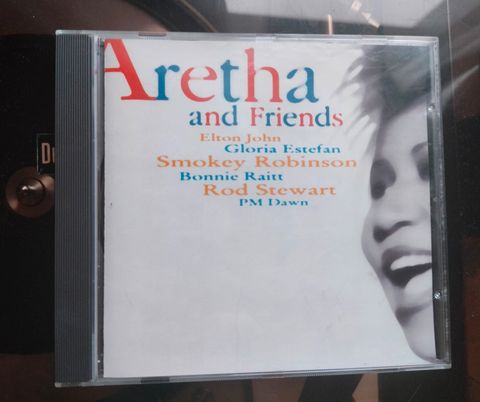 Aretha
and Friends
Elton John
Gloria Estefan
Smokey Robinson
Bonnie Raitt
Rod Stewart
PM Dawn